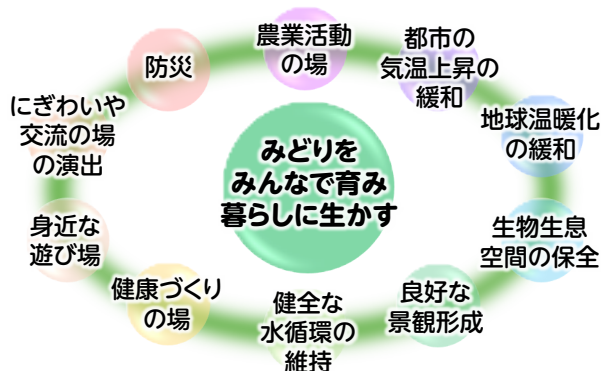 農業活動
の場
都市の
気温上昇の
緩和
地球温暖化
の緩和
生物生息
空間の保全
良好な
景観形成
健全な
水循環の
維持
健康づくり
の場
身近な
遊び場
にぎわいや
交流の場
の演出
防災
みどりを
みんなで育み
暮らしに生かす